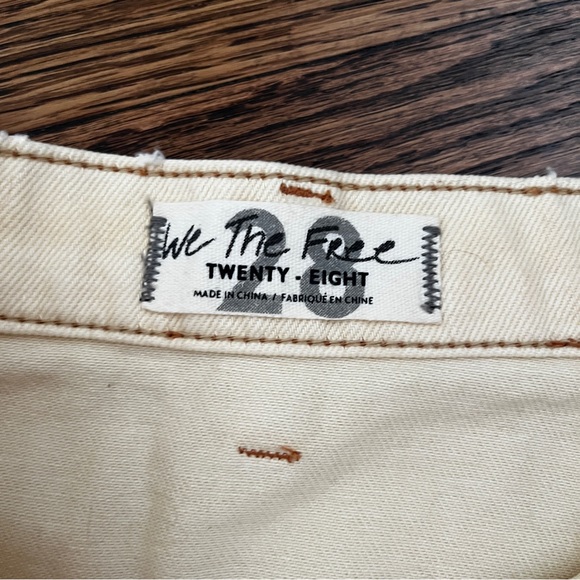 We The Free
28
TWENTY - EIGHT
MADE IN CHINA / FABRIQUÉ EN CHINE